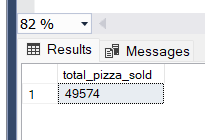 82 %
Results Messages
total_pizza_sold
1 49574